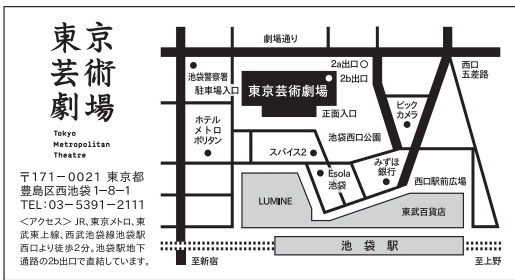 東京
芸術
劇場
Tokyo
Metropolitan
Theatre
〒171-0021 東京都
豊島区西池袋1-8-1
TEL:03-5391-2111
<アクセス> JR、東京メトロ、東
武東上線、西武池袋線池袋駅
西口より徒歩2分。池袋駅地下
通路の2b出口で直結しています。
劇場通り
西口
五差路
池袋警察署
駐車場入口
2a出口
2b出口
東京芸術劇場
正面入口
ビック
カメラ
ホテル
メトロ
ポリタン
池袋西口公園
スパイス2
Esola
池袋
みずほ
銀行
西口駅前広場
LUMINE
東武百貨店
池袋駅
至新宿
至上野